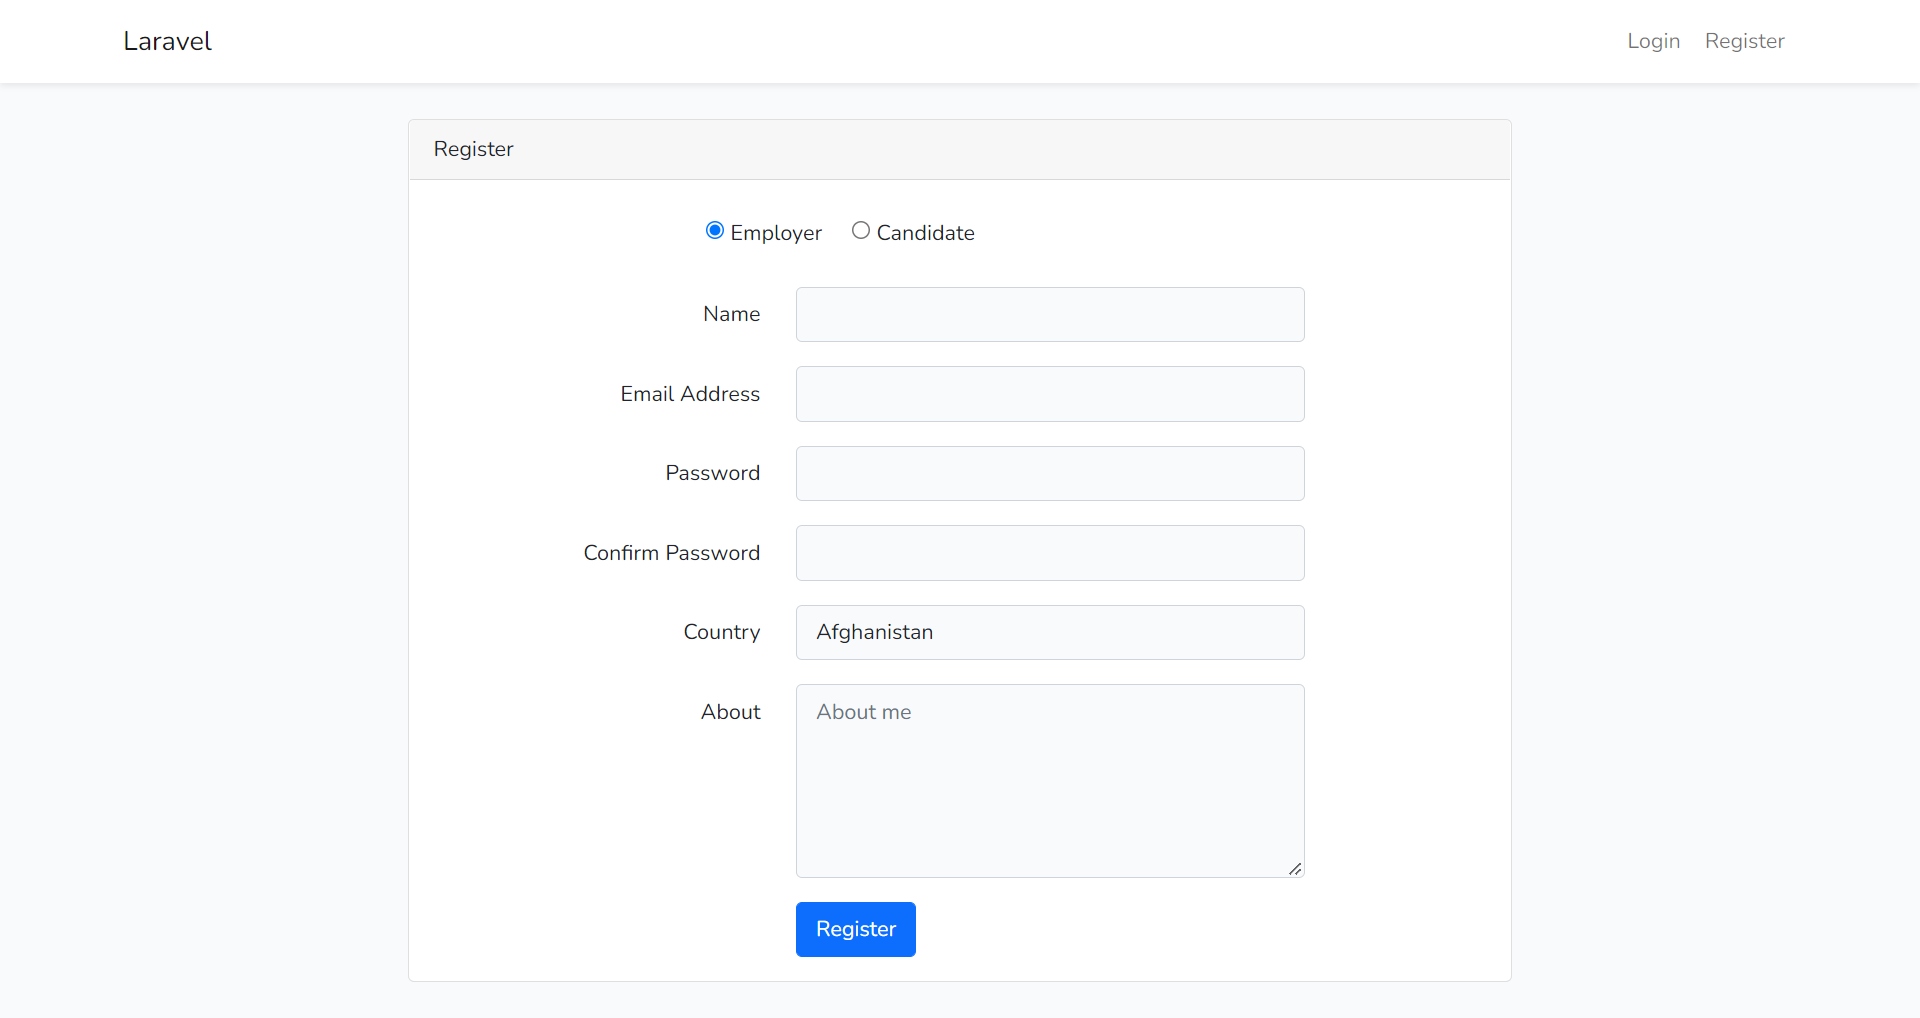 Laravel
Login Register
Register
Employer Candidate
Name
Email Address
Password
Confirm Password
Country Afghanistan
About About me
Register